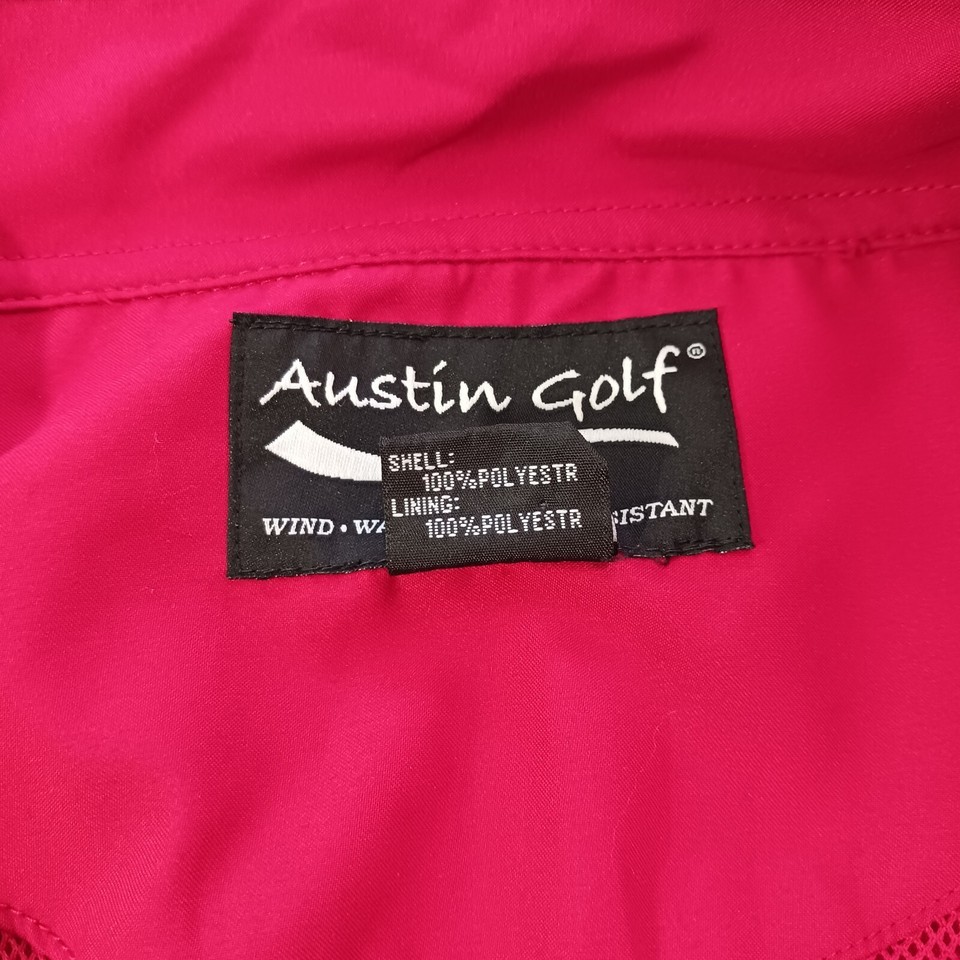 Austin Golf®
SHELL:
100%POLYESTR
LINING:
100%POLYESTR
WIND • WA
SISTANT